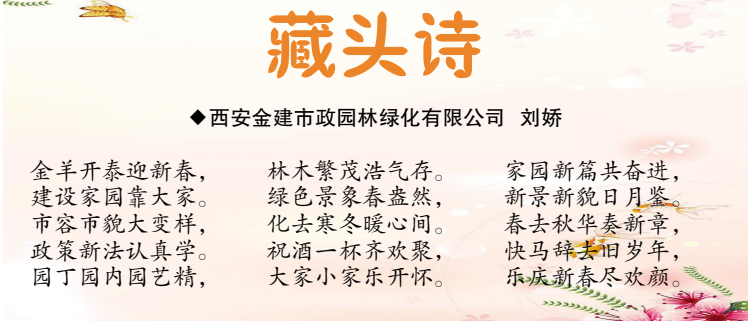 藏头诗
◆西安金建市政园林绿化有限公司 刘娇
金羊开泰迎新春,
建设家园靠大家。
市容市貌大变样,
政策新法认真学。
园丁园内园艺精,
林木繁茂浩气存。
绿色景象春盎然,
化去寒冬暖心间。
祝酒一杯齐欢聚,
大家小家乐开怀。
家园新篇共奋进,
新景新貌日月鉴。
春去秋华奏新章,
快马辞去旧岁年,
乐庆新春尽欢颜。